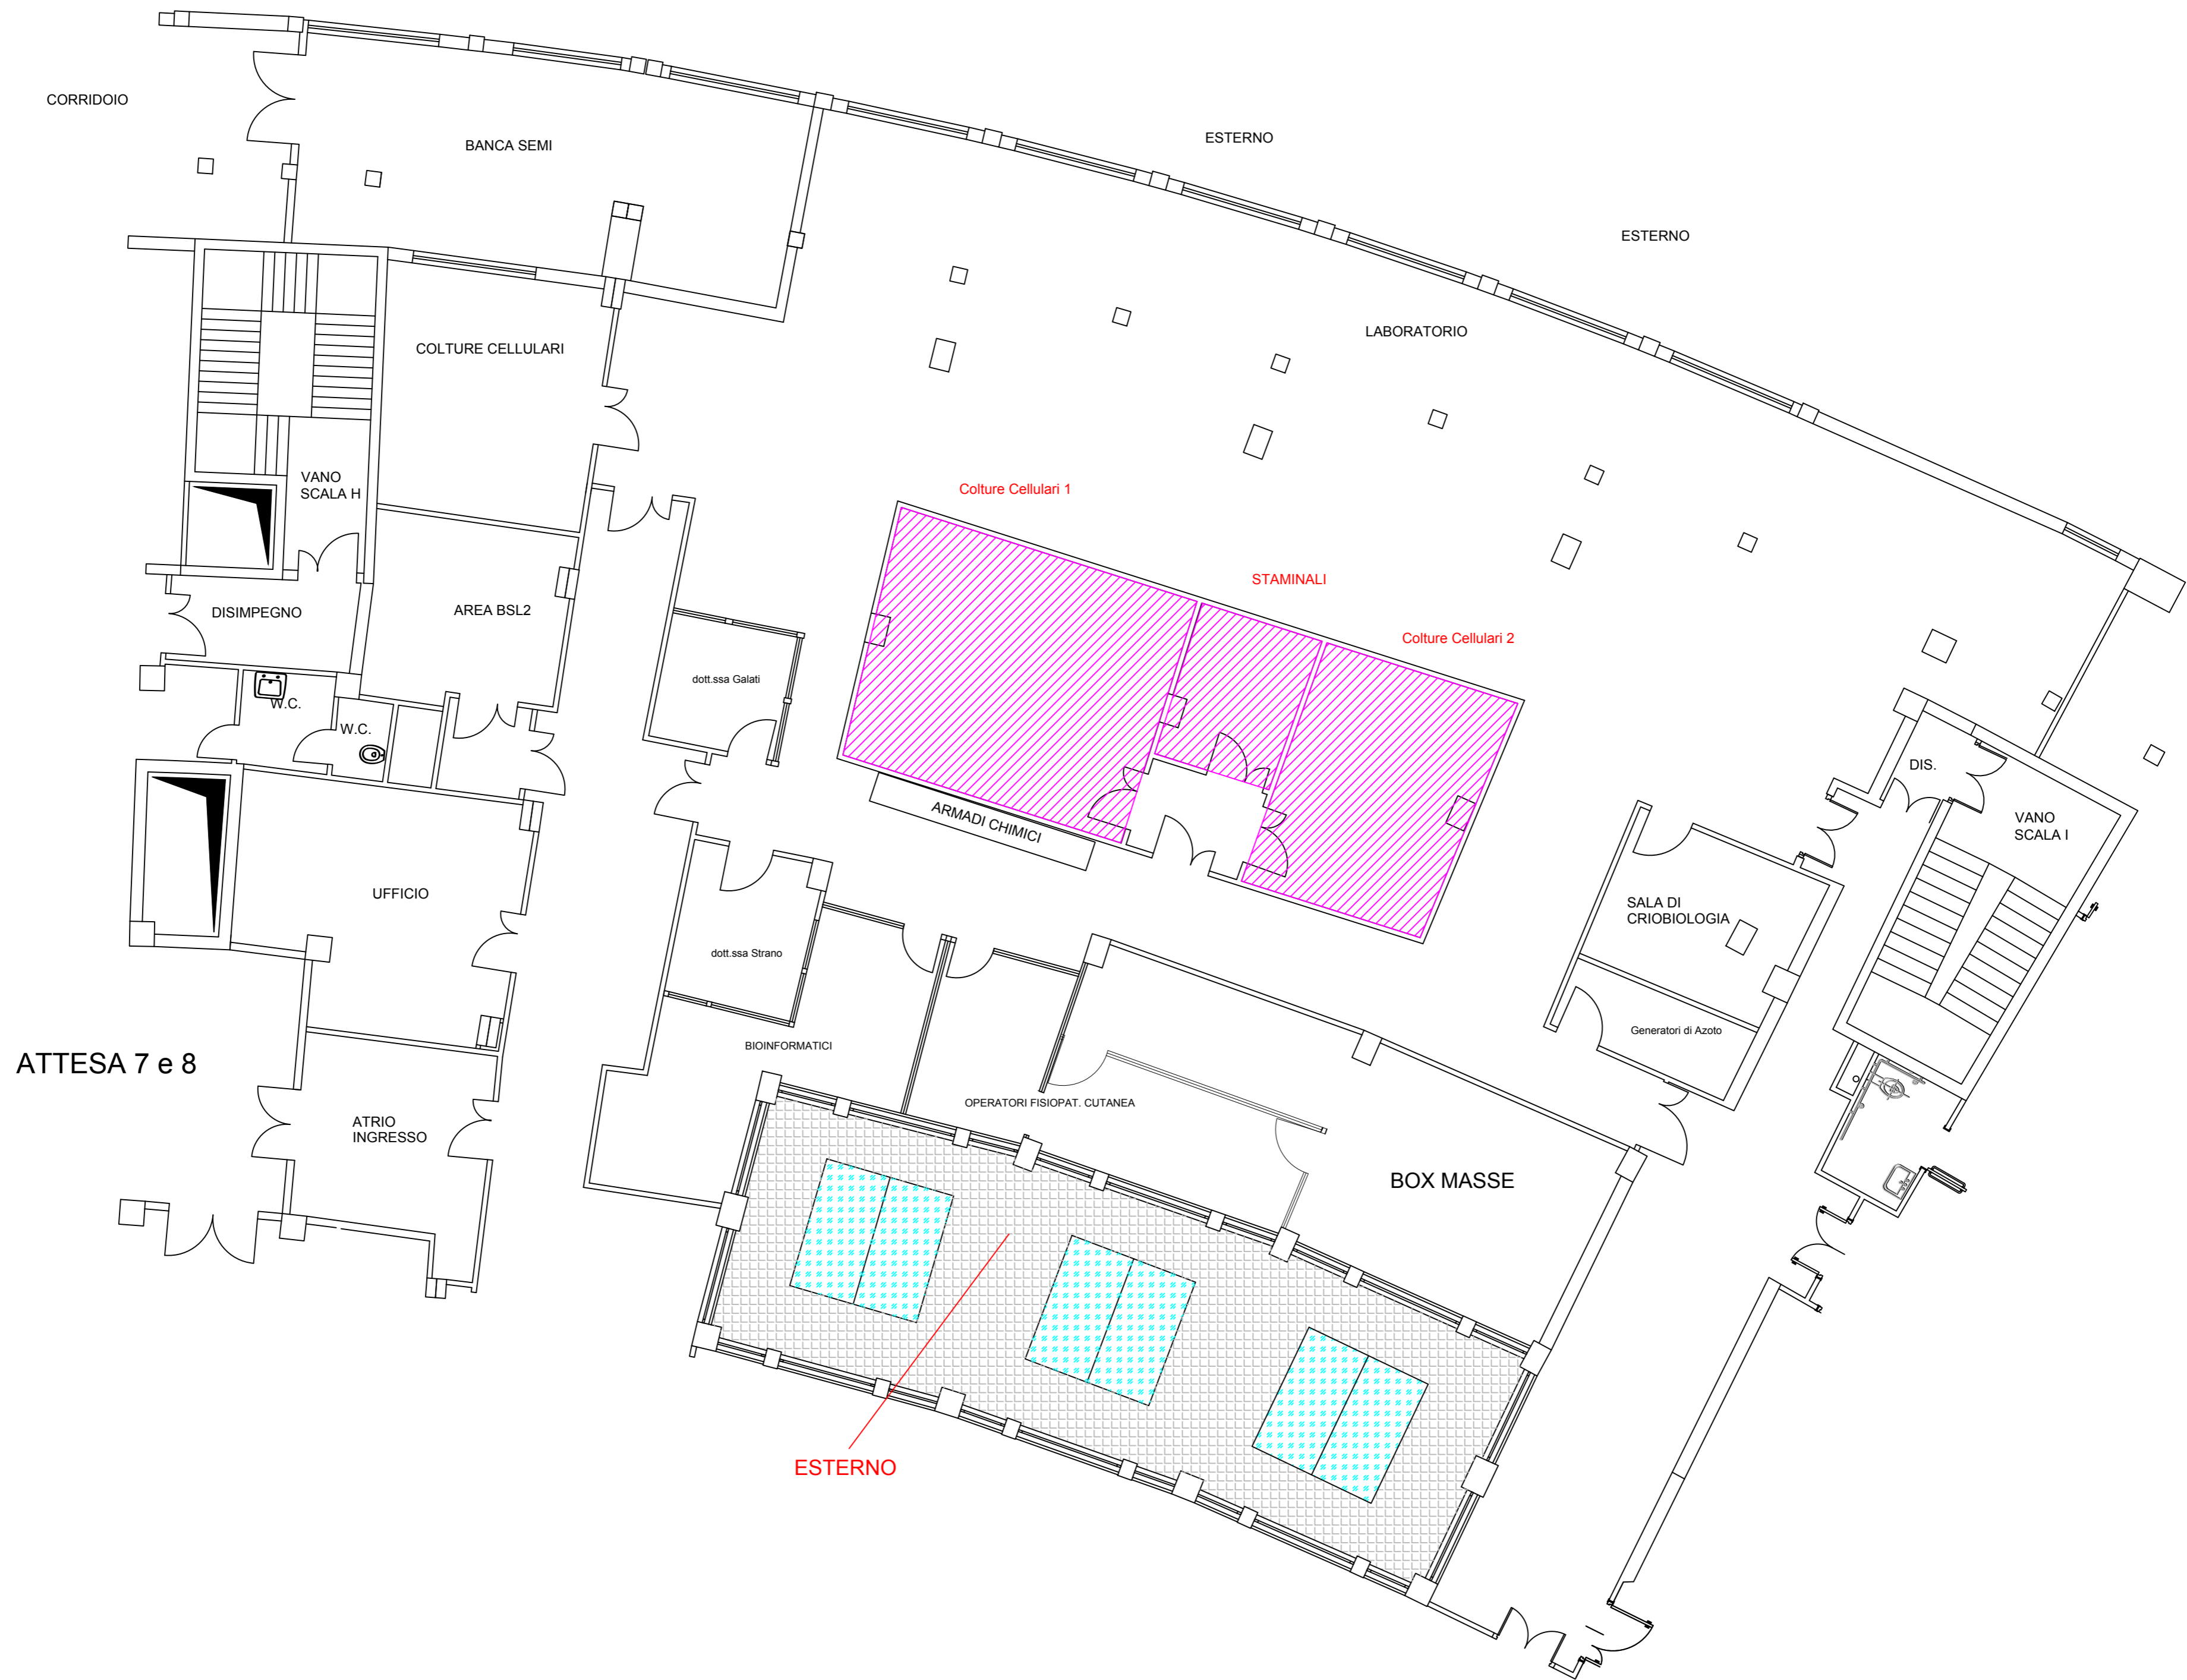 CORRIDOIO
BANCA SEMI
ESTERNO
ESTERNO
LABORATORIO
COLTURE CELLULARI
VANO
SCALA H
Colture Cellulari 1
STAMINALI
Colture Cellulari 2
DISIMPEGNO
AREA BSL2
dott.ssa Galati
W.C.
W.C.
ARMADI CHIMICI
DIS.
VANO
SCALA I
UFFICIO
SALA DI
CRIOBIOLOGIA
dott.ssa Strano
Generatori di Azoto
BIOINFORMATICI
ATTESA 7 e 8
OPERATORI FISIOPAT. CUTANEA
ATRIO
INGRESSO
BOX MASSE
ESTERNO